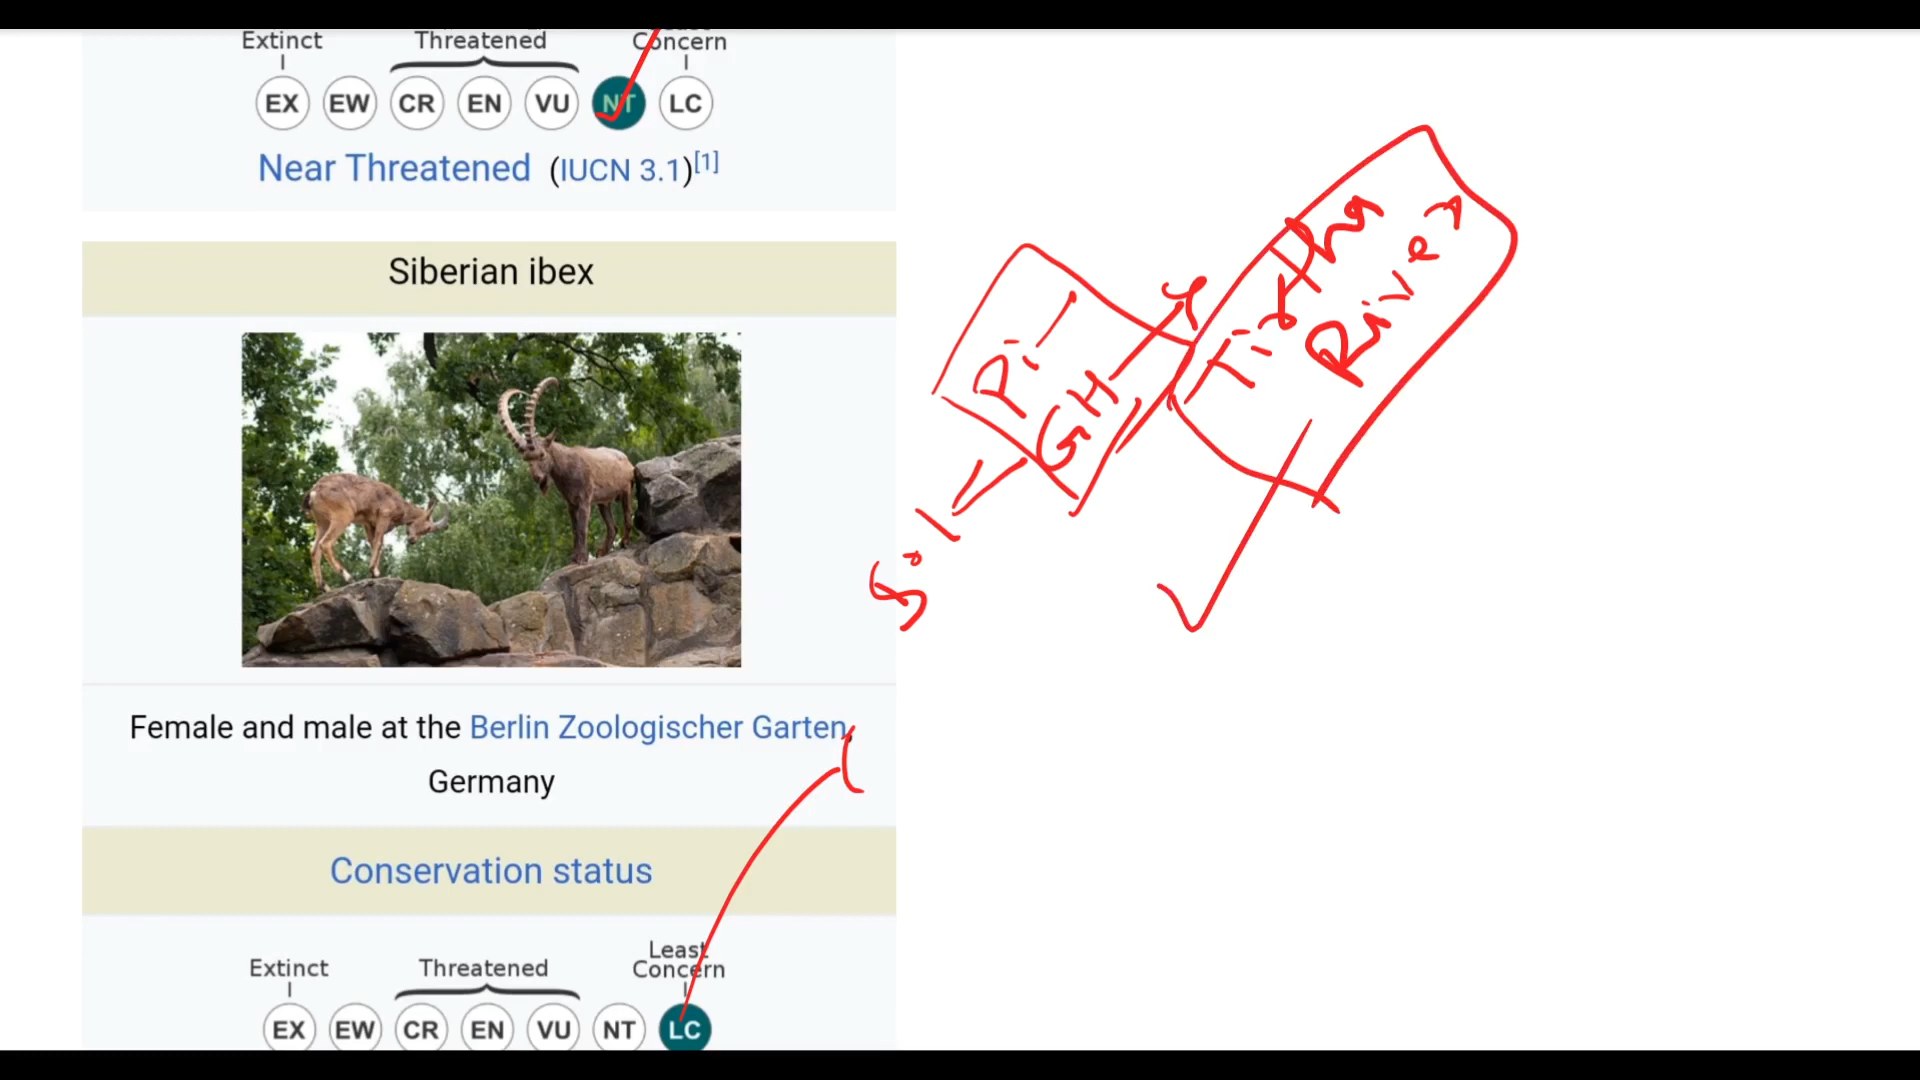 Extinct Threatened Concern
EX EW CR EN VU NT LC
Near Threatened (IUCN 3.1)[1]
Siberian ibex
Female and male at the Berlin Zoologischer Garten,
Germany
Conservation status
Least
Extinct Threatened Concern
EX EW CR EN VU NT LC
Pi
GH
Tirtha
River